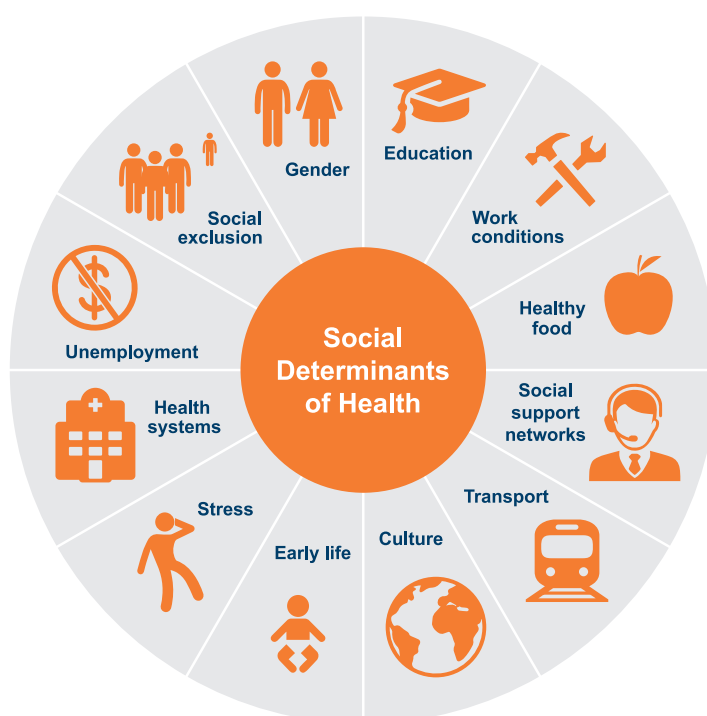 Social
Determinants
of Health
Gender
Education
Work
conditions
Healthy
food
Social
support
networks
Transport
Culture
Early life
Stress
Health
systems
Unemployment
Social
exclusion